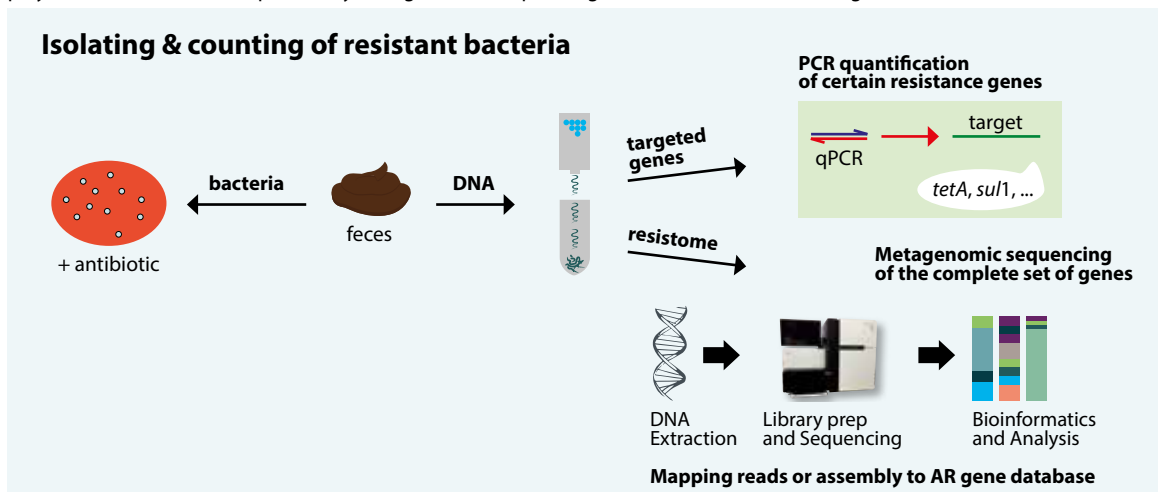 Isolating & counting of resistant bacteria
PCR quantification
of certain resistance genes
target
qPCR
tetA, sul1, ...
targeted
genes
bacteria
DNA
feces
+ antibiotic
resistome
Metagenomic sequencing
of the complete set of genes
DNA
Extraction
Library prep
and Sequencing
Bioinformatics
and Analysis
Mapping reads or assembly to AR gene database